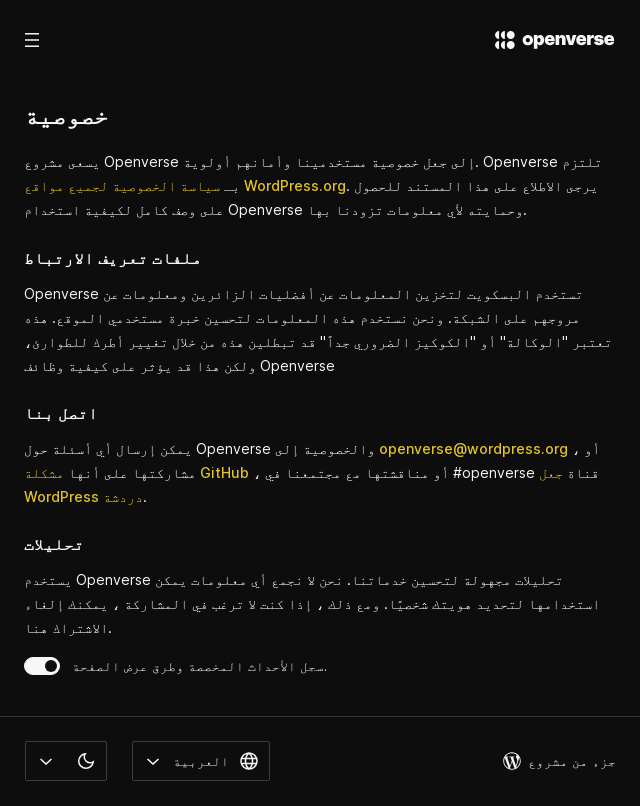 openverse
خصوصية
يسعى مشروع Openverse إلى جعل خصوصية مستخدمينا وأمانهم أولوية. Openverse تلتزم
بـ سياسة الخصوصية لجميع مواقع WordPress.org. يرجى الاطلاع على هذا المستند للحصول
على وصف كامل لكيفية استخدام Openverse وحمايته لأي معلومات تزودنا بها.
ملفات تعريف الارتباط
Openverse تستخدم البسكويت لتخزين المعلومات عن أفضليات الزائرين ومعلومات عن
مروجهم على الشبكة. ونحن نستخدم هذه المعلومات لتحسين خبرة مستخدمي الموقع. هذه
تعتبر "الوكالة" أو "الكوكيز الضروري جداً" قد تبطلين هذه من خلال تغيير أطرك للطوارئ،
ولكن هذا قد يؤثر على كيفية وظائف Openverse
اتصل بنا
يمكن إرسال أي أسئلة حول Openverse والخصوصية إلى openverse@wordpress.org ، أو
مشاركتها على أنها مشكلة GitHub ، أو مناقشتها مع مجتمعنا في #openverse قناة جعل
WordPress دردشة.
تحليلات
يستخدم Openverse تحليلات مجهولة لتحسين خدماتنا. نحن لا نجمع أي معلومات يمكن
استخدامها لتحديد هويتك شخصيًا. ومع ذلك ، إذا كنت لا ترغب في المشاركة ، يمكنك إلغاء
الاشتراك هنا.
سجل الأحداث المخصصة وطرق عرض الصفحة.
العربية
جزء من مشروع